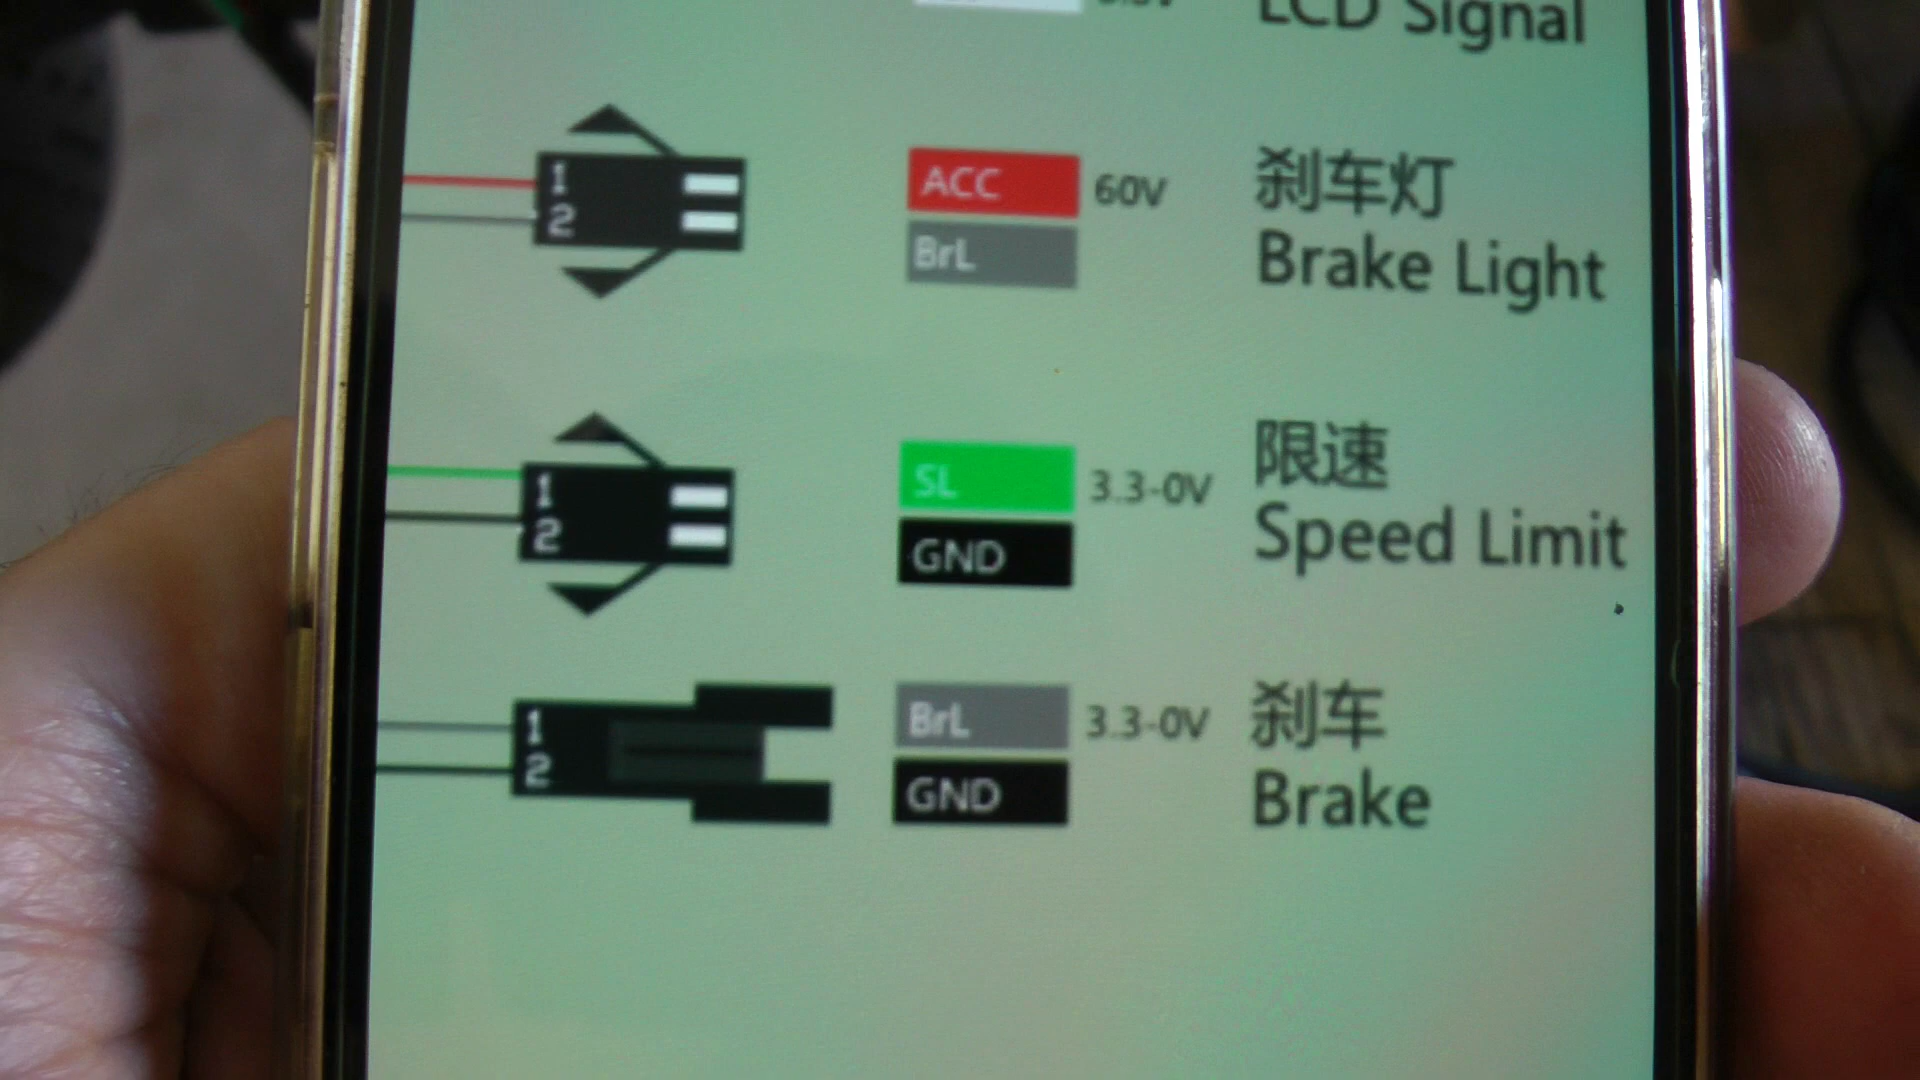 LCD Signal
1
2
ACC 60V
BrL
刹车灯
Brake Light
1
2
SL 3.3-0V
GND
限速
Speed Limit
1
2
BrL 3.3-0V
GND
刹车
Brake